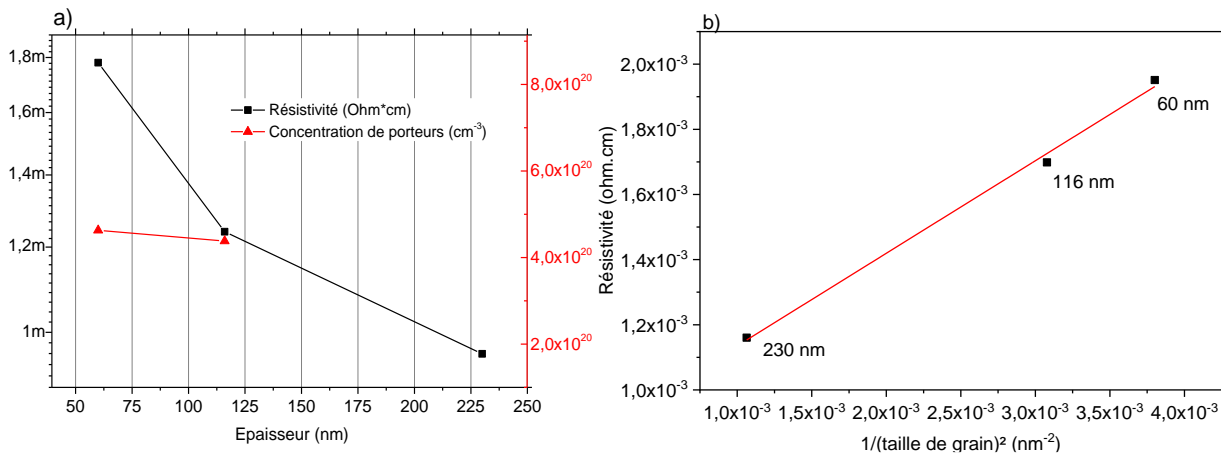 a)
1,8m
1,6m
1,4m
1,2m
1m
8,0x10²⁰
6,0x10²⁰
4,0x10²⁰
2,0x10²⁰
Résistivité (Ohm*cm)
Concentration de porteurs (cm⁻³)
50 75 100 125 150 175 200 225 250
Epaisseur (nm)
b)
Résistivité (ohm.cm)
2,0x10⁻³
1,8x10⁻³
1,6x10⁻³
1,4x10⁻³
1,2x10⁻³
1,0x10⁻³
60 nm
116 nm
230 nm
1,0x10⁻³ 1,5x10⁻³ 2,0x10⁻³ 2,5x10⁻³ 3,0x10⁻³ 3,5x10⁻³ 4,0x10⁻³
1/(taille de grain)² (nm⁻²)